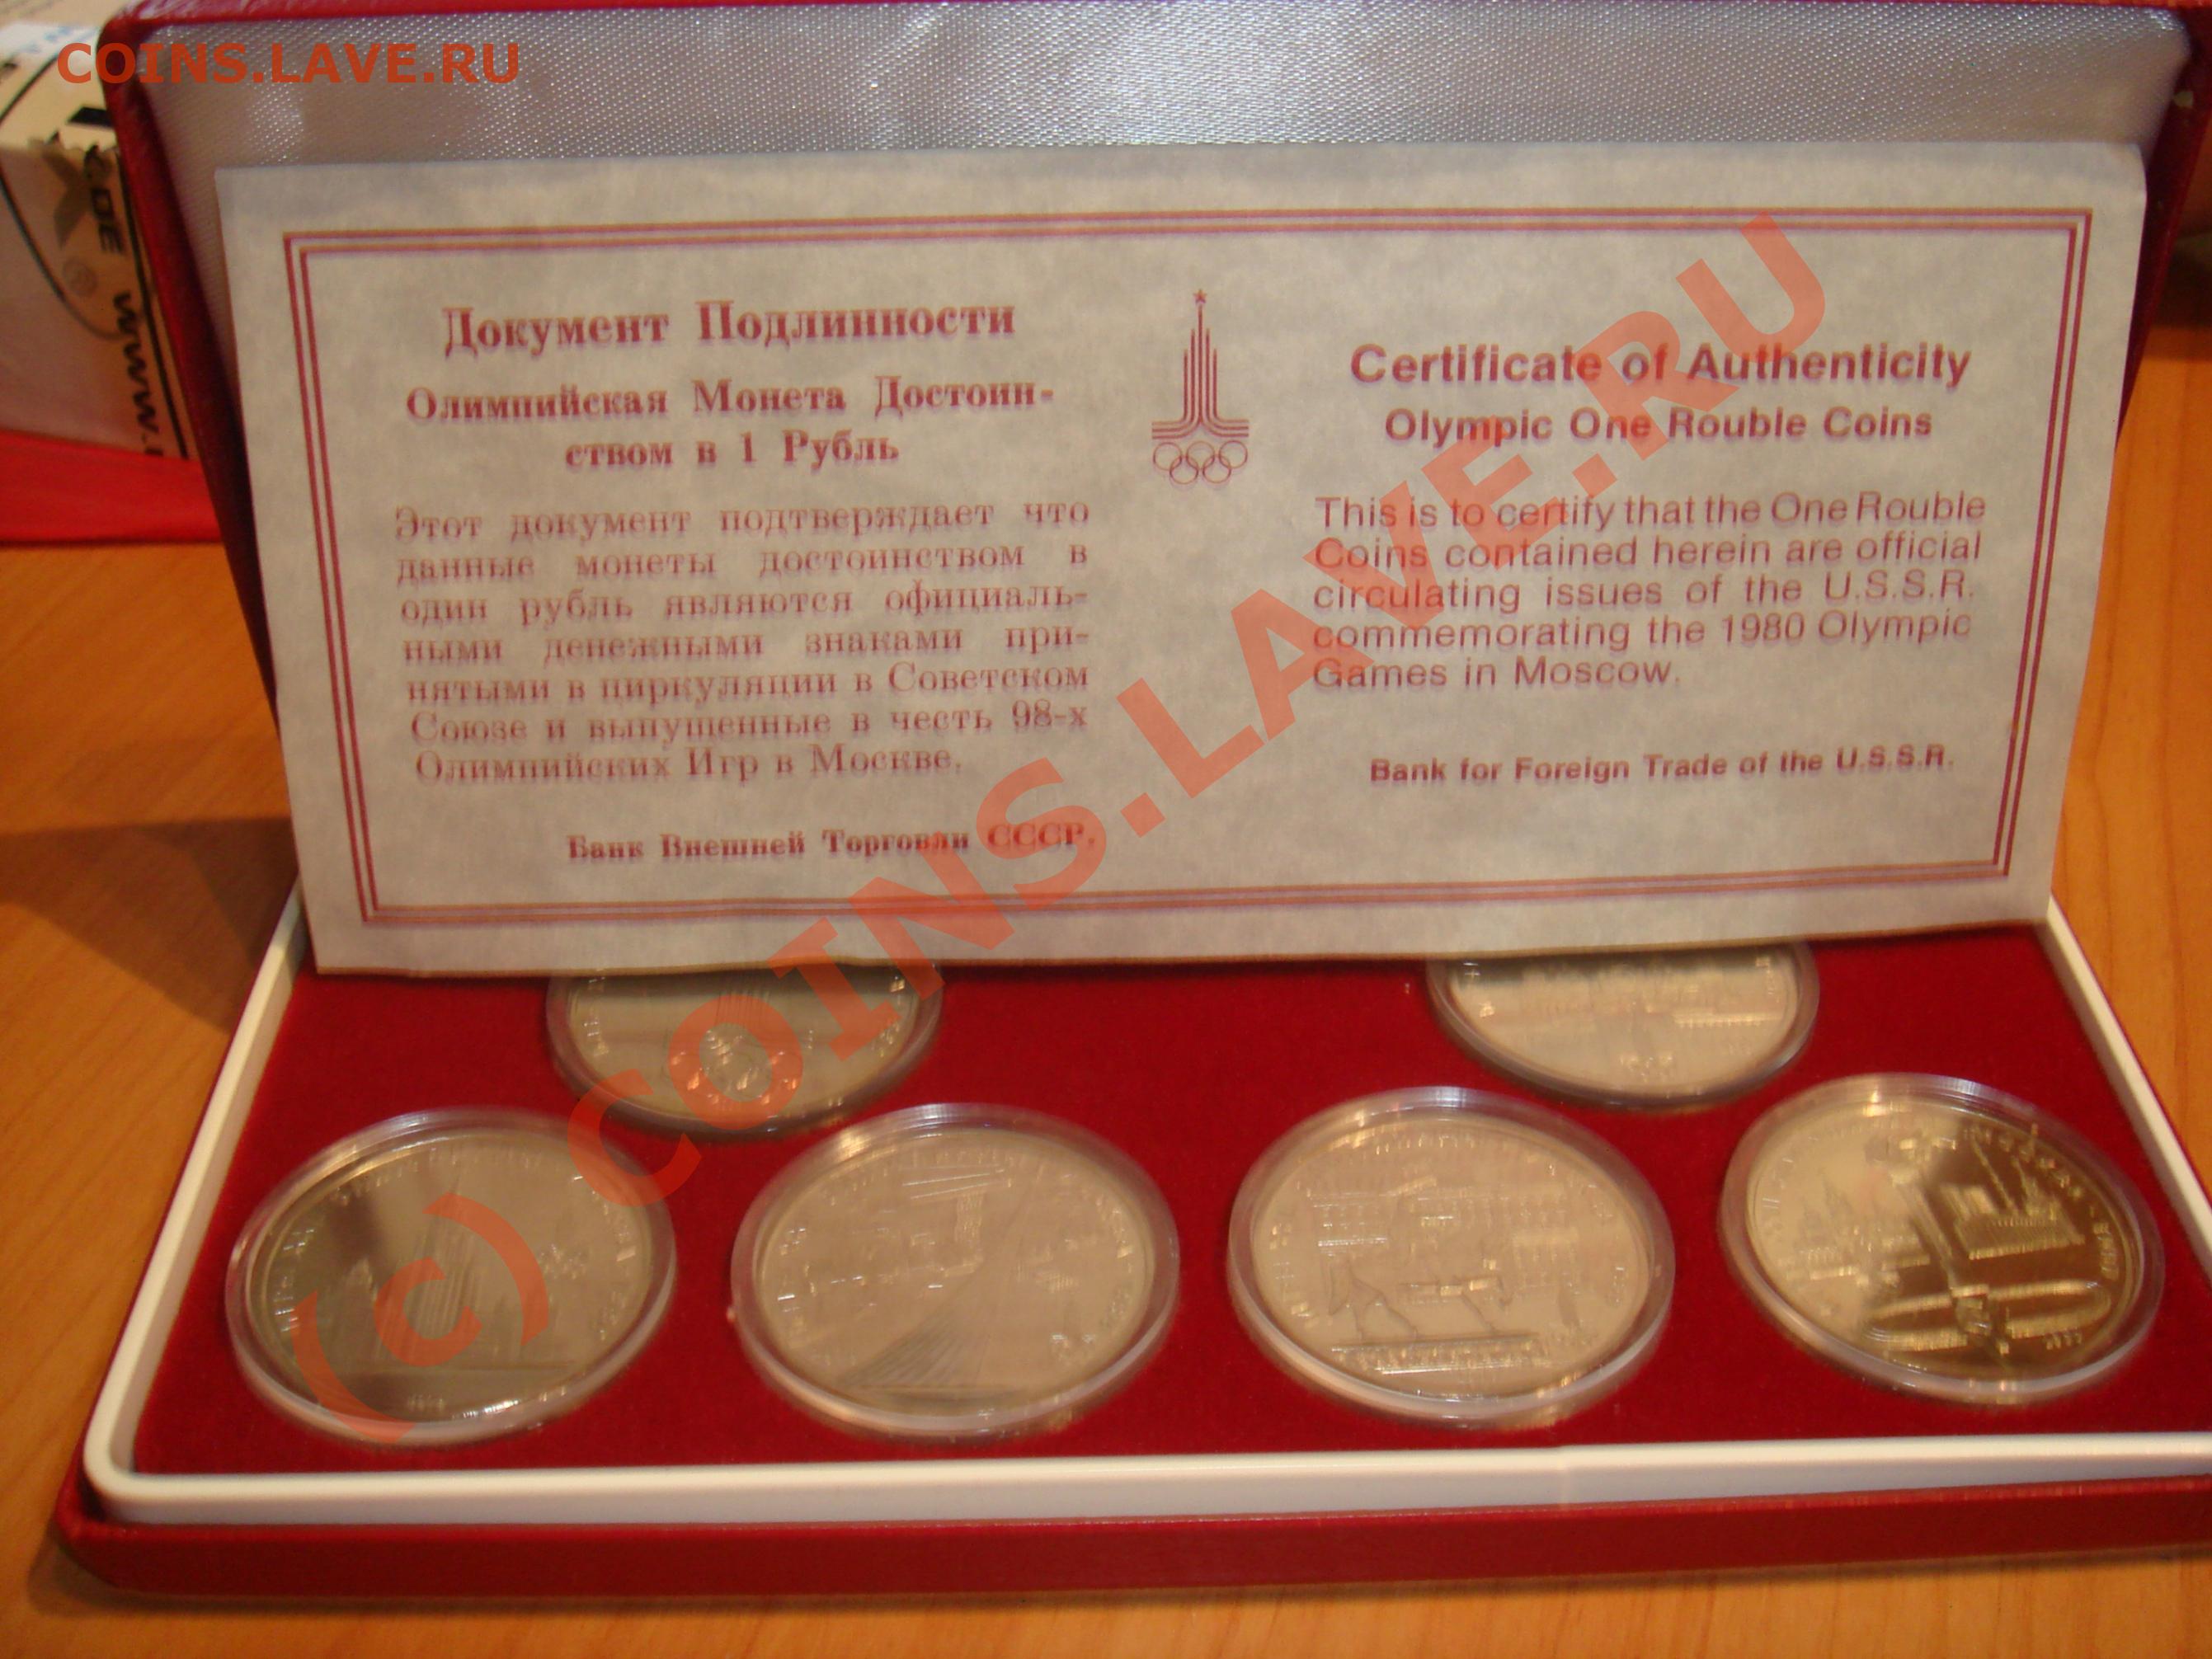 COINS.LAVE.RU
Документ Подлинности
Олимпийская Монета Достоин-
ством в 1 Рубль
Этот документ подтверждает что
данные монеты достоинством в
один рубль являются официаль-
ными денежными знаками при-
нятыми в циркуляции в Советском
Союзе и выпущенные в честь 98-х
Олимпийских Игр в Москве.
Банк Внешней Торговли СССР.
Certificate of Authenticity
Olympic One Rouble Coins
This is to certify that the One Rouble
Coins contained herein are official
circulating issues of the U.S.S.R.
commemorating the 1980 Olympic
Games in Moscow.
Bank for Foreign Trade of the U.S.S.R.
(c) COINS.LAVE.RU